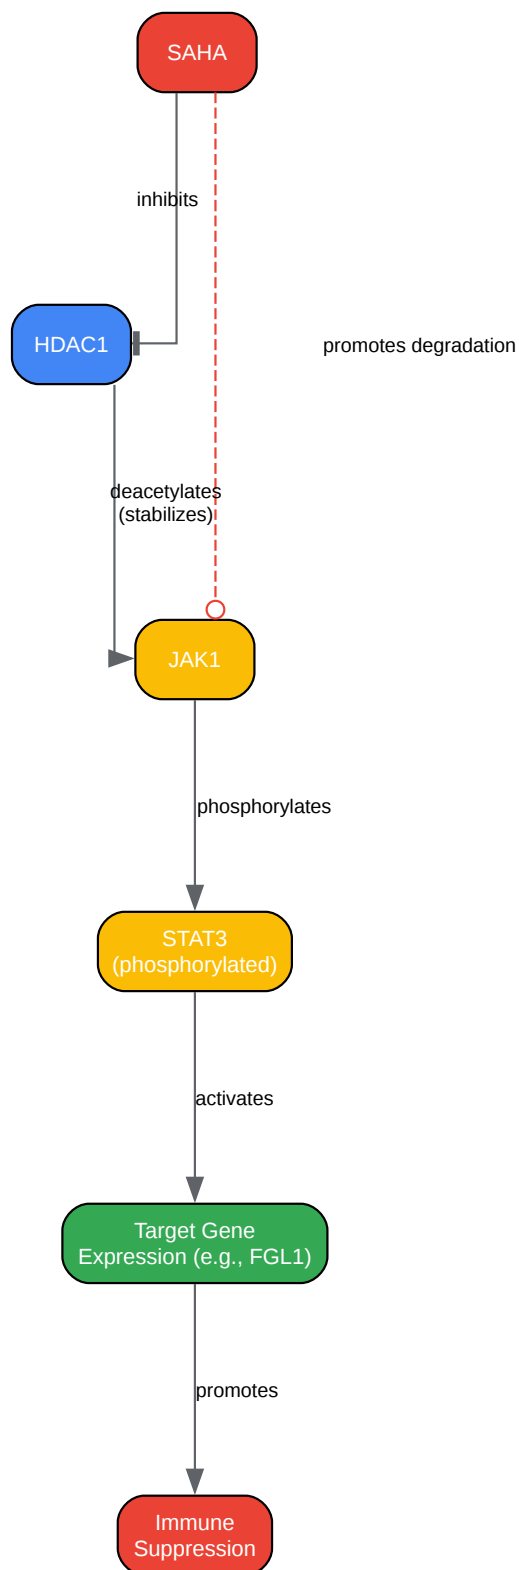 SAHA
inhibits
HDAC1
promotes degradation
deacetylates
(stabilizes)
JAK1
phosphorylates
STAT3
(phosphorylated)
activates
Target Gene
Expression (e.g., FGL1)
promotes
Immune
Suppression